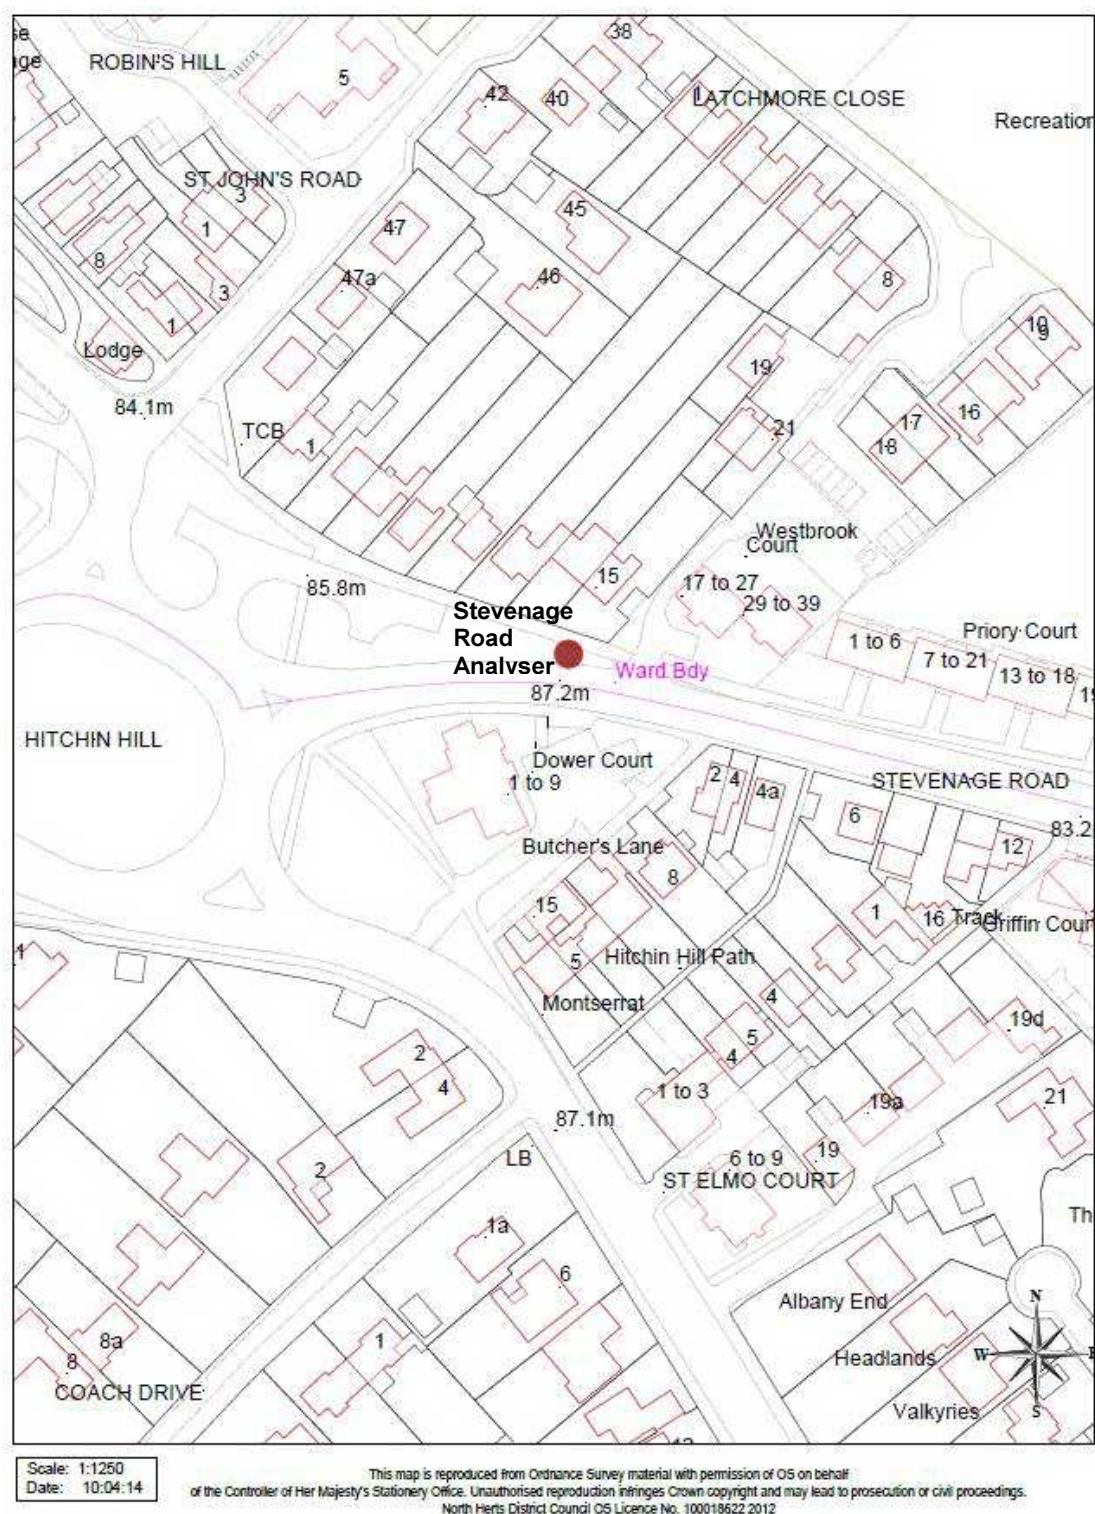 se
age
ROBIN'S HILL
5
38
42
40
1
LATCHMORE CLOSE
Recreation
ST JOHN'S ROAD
3
1
8
3
1
Lodge
47
47a
45
46
8
10
9
84.1m
TCB
1
19
21
17
16
18
Westbrook
Court
85.8m
Stevenage
Road
Analvser
15
17 to 27
29 to 39
Ward Bdy
87.2m
1 to 6
Priory Court
7 to 21
13 to 18
19
HITCHIN HILL
Dower Court
1 to 9
2
4
4a
STEVENAGE ROAD
6
83.2
12
Butcher's Lane
8
15
1
16
Track
Griffin Cour
5
Hitchin Hill Path
Montserrat
4
5
4
19d
1
2
4
1 to 3
19a
21
87.1m
LB
6 to 9
19
ST ELMO COURT
2
1a
6
Th
Albany End
Headlands
Valkyries
N
W
E
S
8a
8
1
COACH DRIVE
Scale: 1:1250
Date: 10:04:14
This map is reproduced from Ordnance Survey material with permission of OS on behalf
of the Controller of Her Majesty's Stationery Office. Unauthorised reproduction infringes Crown copyright and may lead to prosecution or civil proceedings.
North Herts District Council OS Licence No. 100018622 2012